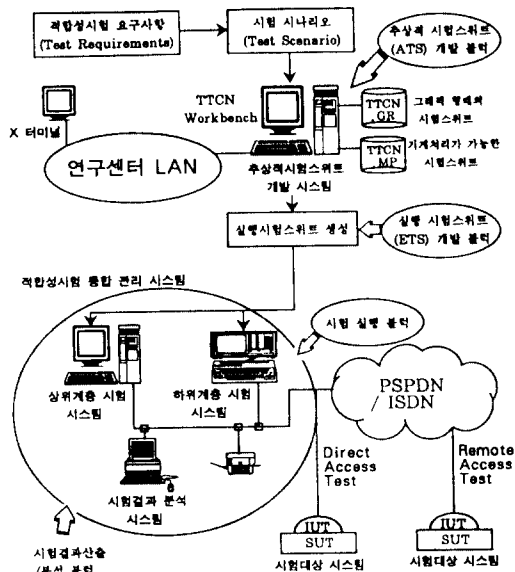 적합성시험 요구사항
(Test Requirements)
시험 시나리오
(Test Scenario)
추상적 시험스위트
(ATS) 개발 블럭
X 터미널
TTCN
Workbench
TTCN
.GR
그래픽 형태의
시험스위트
TTCN
.MP
기계처리가 가능한
시험스위트
연구센터 LAN
추상적시험스위트
개발 시스템
실행시험스위트 생성
실행 시험스위트
(ETS) 개발 블럭
적합성시험 통합 관리 시스팀
시험 실행 블럭
상위계층 시험
시스팀
하위계층 시험
시스팀
PSPDN
/ ISDN
시험결과 분석
시스팀
Direct
Access
Test
Remote
Access
Test
시험결과산출
/분석 블럭
IUT
SUT
시험대상 시스템
IUT
SUT
시험대상 시스템